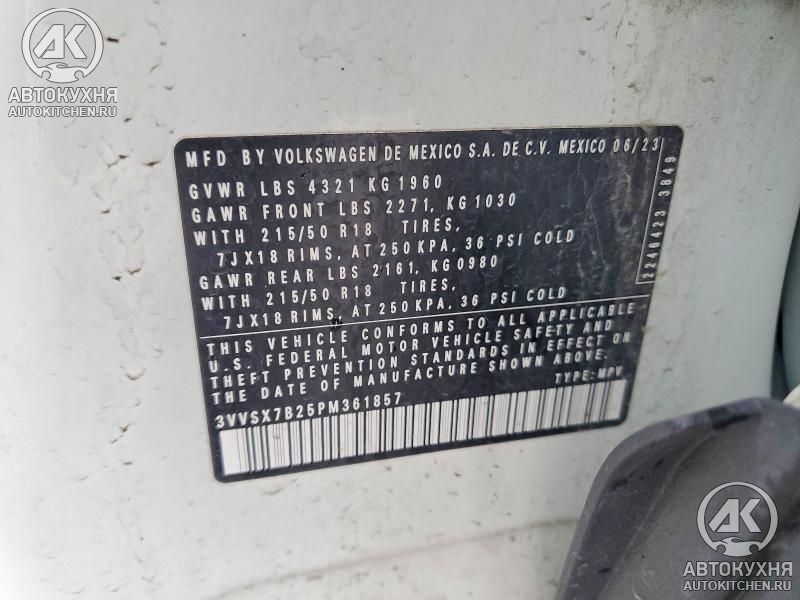 AK
АВТОКУХНЯ
AUTOKITCHEN.RU
MFD BY VOLKSWAGEN DE MEXICO S.A. DE C.V. MEXICO 06/23
GVWR LBS 4321 KG 1960
GAWR FRONT LBS 2271, KG 1030
WITH 215/50 R18 TIRES,
7JX18 RIMS, AT 250 KPA, 36 PSI COLD
GAWR REAR LBS 2161, KG 0980
WITH 215/50 R18 TIRES,
7JX18 RIMS, AT 250 KPA, 36 PSI COLD
THIS VEHICLE CONFORMS TO ALL APPLICABLE
U.S. FEDERAL MOTOR VEHICLE SAFETY AND
THEFT PREVENTION STANDARDS IN EFFECT ON
THE DATE OF MANUFACTURE SHOWN ABOVE.
3VVSX7B25PM361857 TYPE: MPV
2246423 3849
AK
АВТОКУХНЯ
AUTOKITCHEN.RU